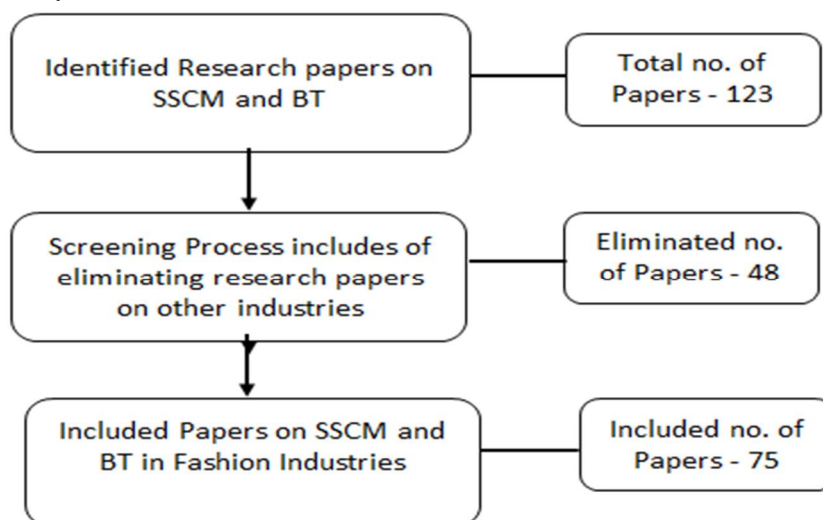 Identified Research papers on
SSCM and BT
Total no. of
Papers - 123
Screening Process includes of
eliminating research papers
on other industries
Eliminated no.
of Papers - 48
Included Papers on SSCM and
BT in Fashion Industries
Included no. of
Papers - 75